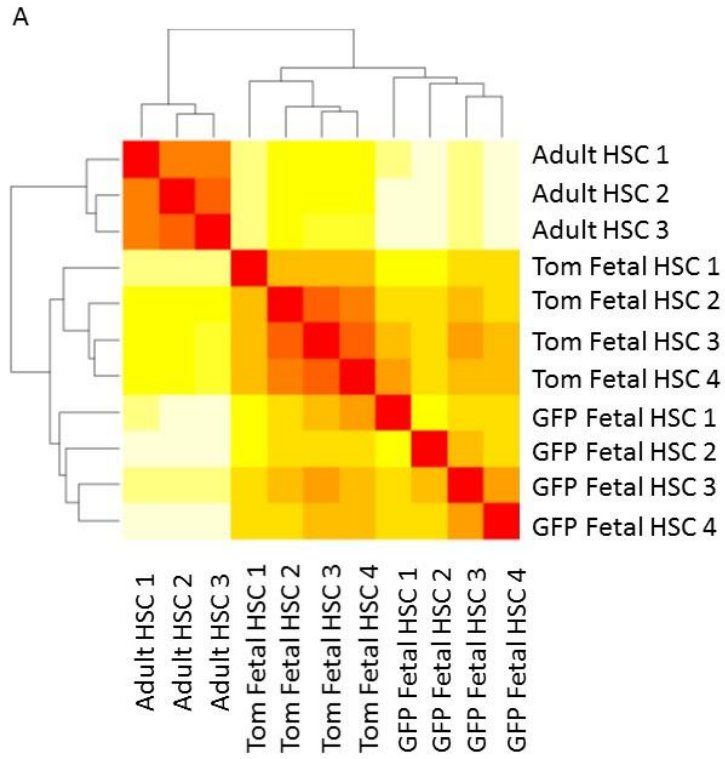 A
Adult HSC 1
Adult HSC 2
Adult HSC 3
Tom Fetal HSC 1
Tom Fetal HSC 2
Tom Fetal HSC 3
Tom Fetal HSC 4
GFP Fetal HSC 1
GFP Fetal HSC 2
GFP Fetal HSC 3
GFP Fetal HSC 4
Adult HSC 1
Adult HSC 2
Adult HSC 3
Tom Fetal HSC 1
Tom Fetal HSC 2
Tom Fetal HSC 3
Tom Fetal HSC 4
GFP Fetal HSC 1
GFP Fetal HSC 2
GFP Fetal HSC 3
GFP Fetal HSC 4